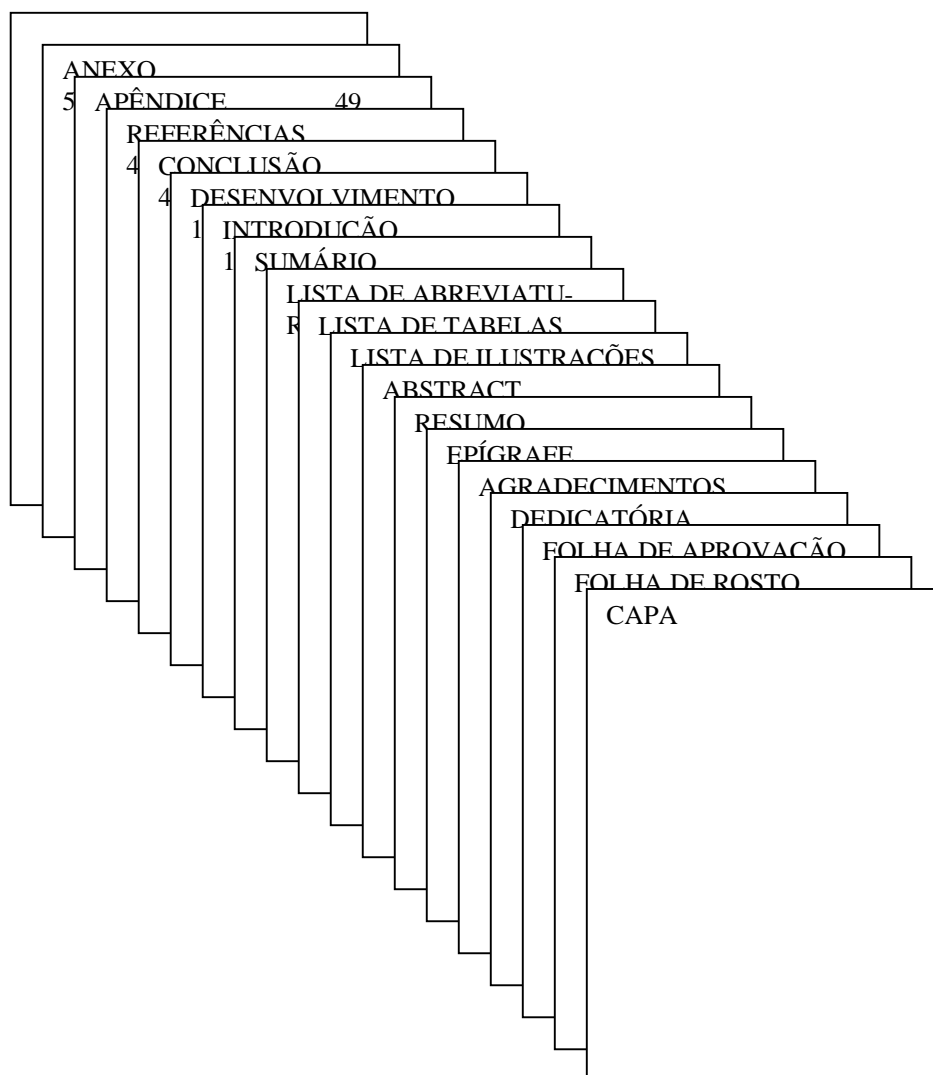 ANEXO
5
APÊNDICE 49
REFERÊNCIAS
4
CONCLUSÃO
4
DESENVOLVIMENTO
1
INTRODUÇÃO
1
SUMÁRIO
LISTA DE ABREVIATU-
R
LISTA DE TABELAS
LISTA DE ILUSTRAÇÕES
ABSTRACT
RESUMO
EPÍGRAFE
AGRADECIMENTOS
DEDICATÓRIA
FOLHA DE APROVAÇÃO
FOLHA DE ROSTO
CAPA